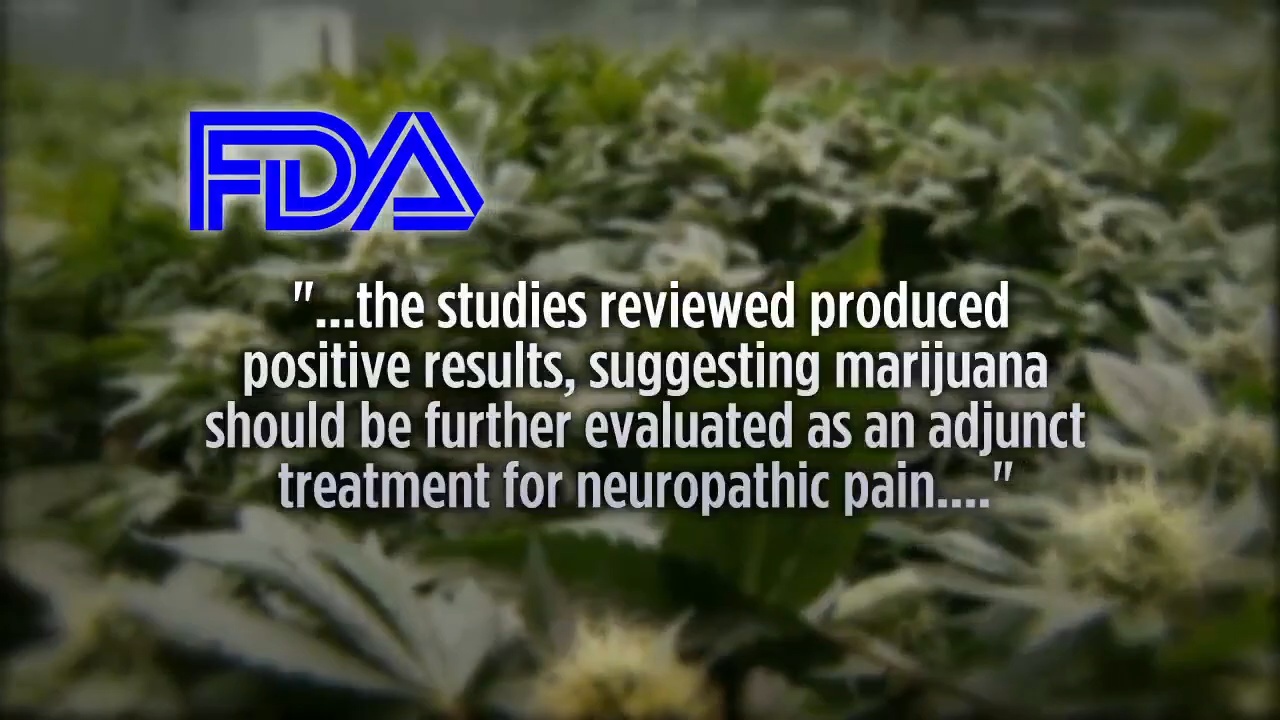 FDA
"...the studies reviewed produced
positive results, suggesting marijuana
should be further evaluated as an adjunct
treatment for neuropathic pain...."